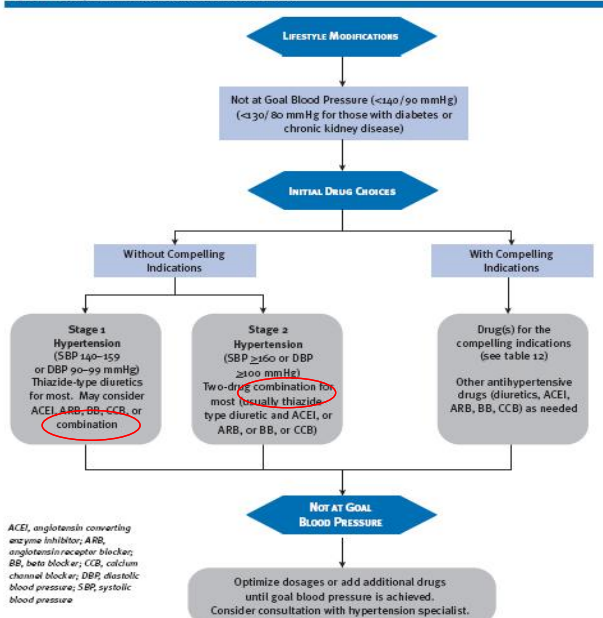 LIFESTYLE MODIFICATIONS
Not at Goal Blood Pressure (<140/90 mmHg)
(<130/80 mmHg for those with diabetes or
chronic kidney disease)
INITIAL DRUG CHOICES
Without Compelling
Indications
With Compelling
Indications
Stage 1
Hypertension
(SBP 140–159
or DBP 90–99 mmHg)
Thiazide-type diuretics
for most. May consider
ACEI, ARB, BB, CCB, or
combination
Stage 2
Hypertension
(SBP ≥160 or DBP
≥100 mmHg)
Two-drug combination for
most (usually thiazide-
type diuretic and ACEI, or
ARB, or BB, or CCB)
Drug(s) for the
compelling indications
(see table 12)
Other antihypertensive
drugs (diuretics, ACEI,
ARB, BB, CCB) as needed
NOT AT GOAL
BLOOD PRESSURE
ACEI, angiotensin converting
enzyme inhibitor; ARB,
angiotensin receptor blocker;
BB, beta blocker; CCB, calcium
channel blocker; DBP, diastolic
blood pressure; SBP, systolic
blood pressure
Optimize dosages or add additional drugs
until goal blood pressure is achieved.
Consider consultation with hypertension specialist.